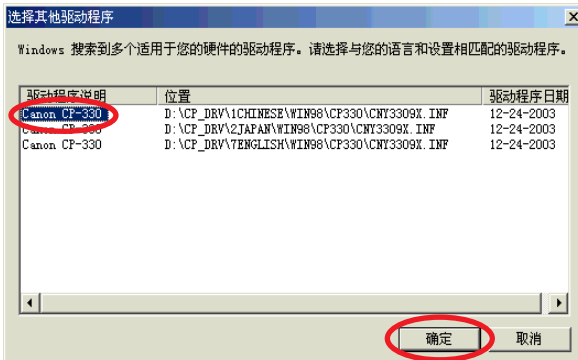 选择其他驱动程序
Windows 搜索到多个适用于您的硬件的驱动程序。请选择与您的语言和设置相匹配的驱动程序。
驱动程序说明 位置 驱动程序日期
Canon CP-330 D:\CP_DRV\1CHINESE\WIN98\CP330\CNY3309X.INF 12-24-2003
Canon CP-330 D:\CP_DRV\2JAPAN\WIN98\CP330\CNY3309X.INF 12-24-2003
Canon CP-330 D:\CP_DRV\7ENGLISH\WIN98\CP330\CNY3309X.INF 12-24-2003
确定 取消